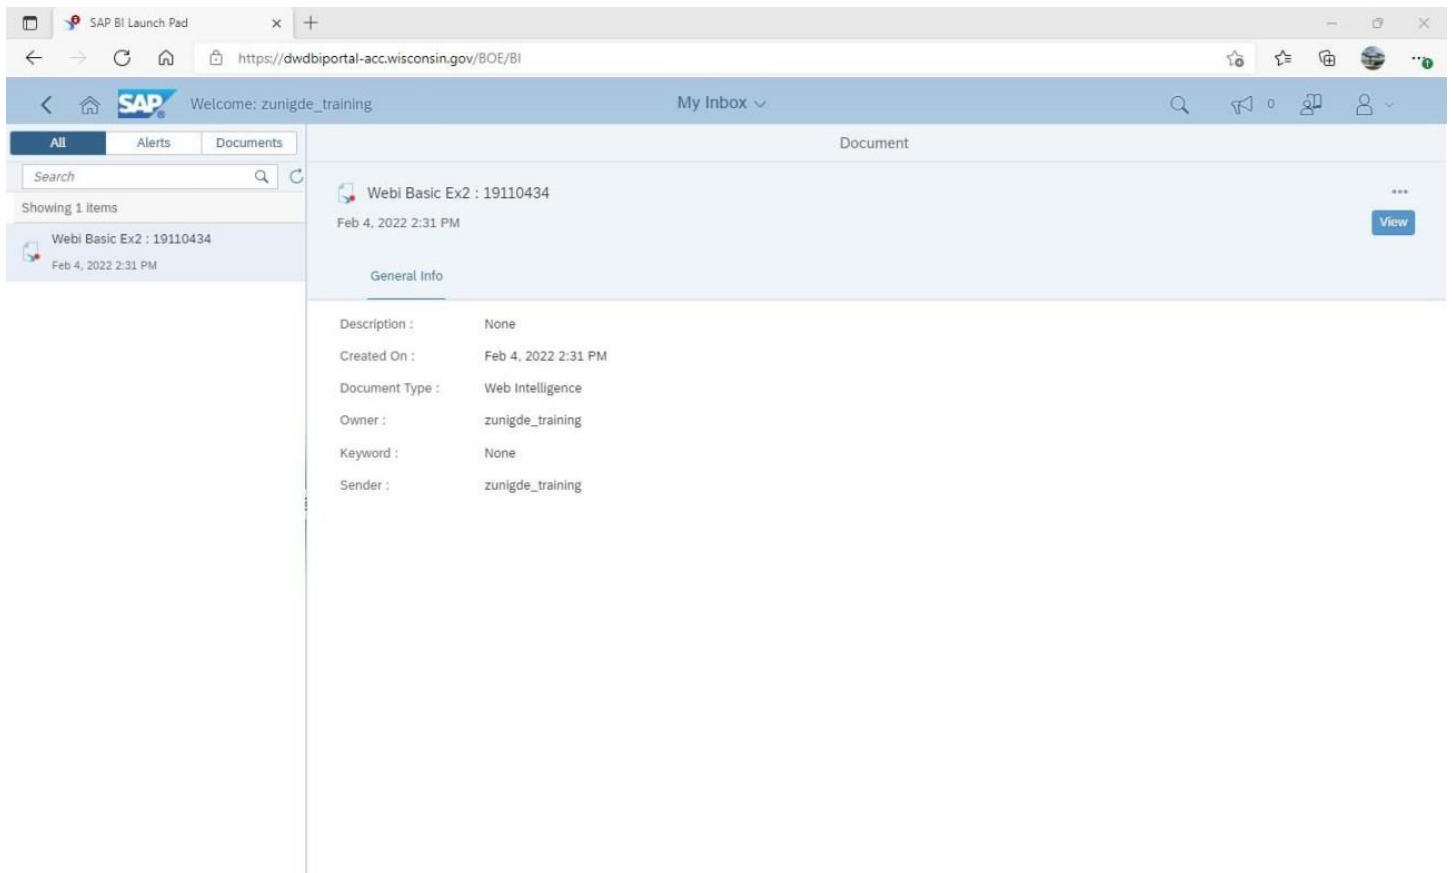 SAP BI Launch Pad
https://dwdbiportal-acc.wisconsin.gov/BOE/BI
SAP Welcome: zunigde_training My Inbox 0
All Alerts Documents
Document
Search
Showing 1 items
Webi Basic Ex2 : 19110434
Feb 4, 2022 2:31 PM
Webi Basic Ex2 : 19110434
Feb 4, 2022 2:31 PM
View
General Info
Description : None
Created On : Feb 4, 2022 2:31 PM
Document Type : Web Intelligence
Owner : zunigde_training
Keyword : None
Sender : zunigde_training